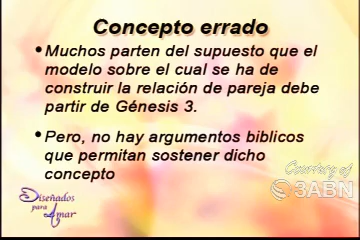 Concepto errado
• Muchos parten del supuesto que el
modelo sobre el cual se ha de
construir la relación de pareja debe
partir de Génesis 3.
• Pero, no hay argumentos biblicos
que permitan sostener dicho
concepto
Courtesy of
3ABN
Diseñados
para
Amar